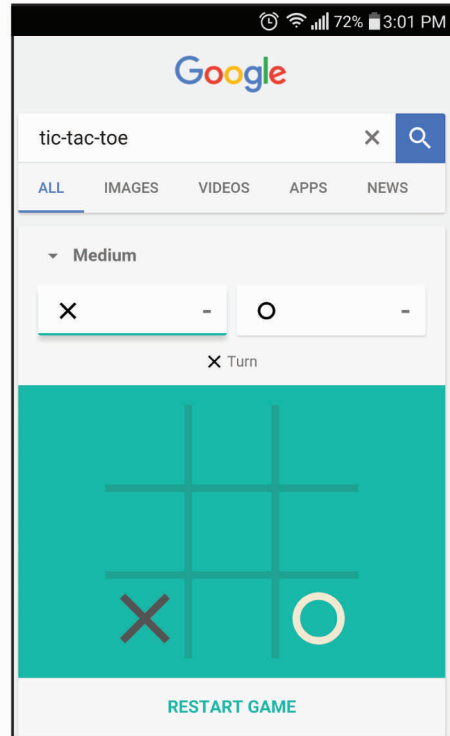 72% 3:01 PM
Google
tic-tac-toe
ALL IMAGES VIDEOS APPS NEWS
Medium
X - O -
X Turn
X O
RESTART GAME